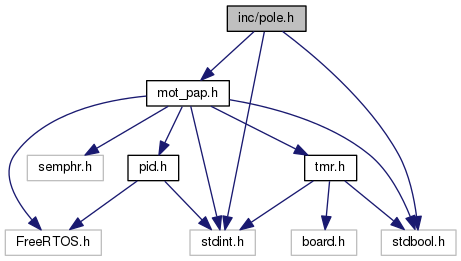 inc/pole.h
mot_pap.h
semphr.h
pid.h
tmr.h
FreeRTOS.h
stdint.h
board.h
stdbool.h